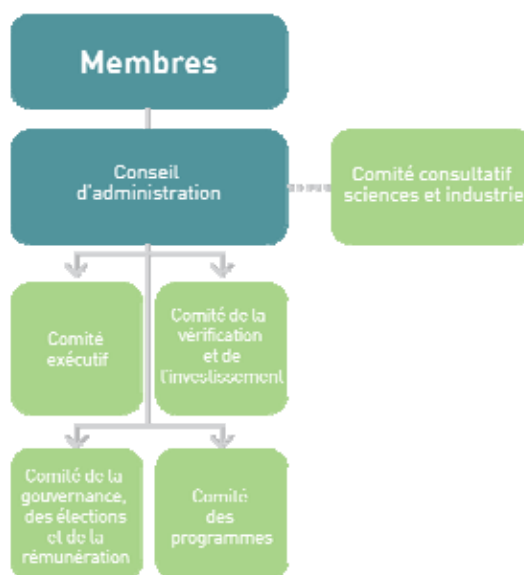 Membres
Conseil
d'administration
Comité consultatif
sciences et industrie
Comité
exécutif
Comité de la
vérification
et de
l'investissement
Comité de la
gouvernance,
des élections
et de la
rémunération
Comité
des
programmes